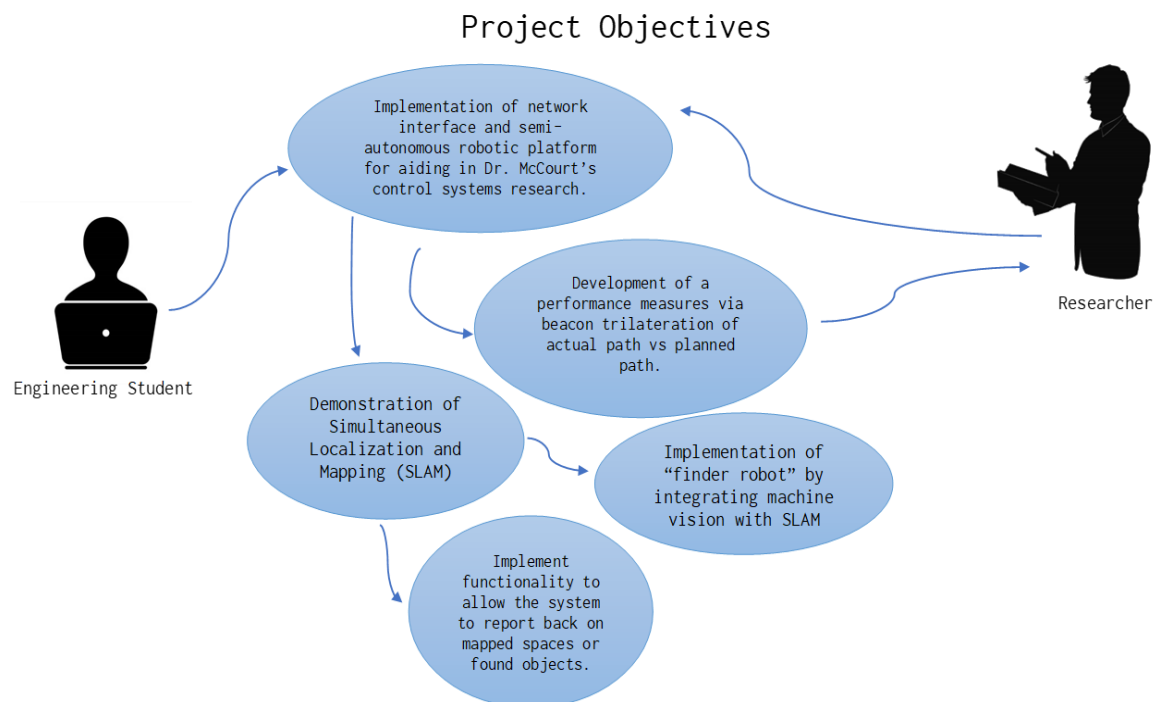 Project Objectives
Implementation of network
interface and semi-
autonomous robotic platform
for aiding in Dr. McCourt’s
control systems research.
Engineering Student
Researcher
Development of a
performance measures via
beacon trilateration of
actual path vs planned
path.
Demonstration of
Simultaneous
Localization and
Mapping (SLAM)
Implementation of
“finder robot” by
integrating machine
vision with SLAM
Implement
functionality to
allow the system
to report back on
mapped spaces or
found objects.